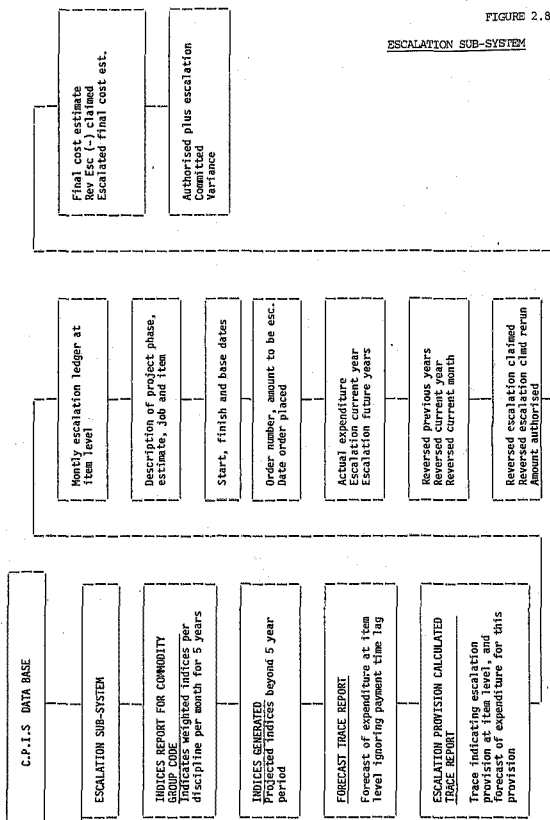 FIGURE 2.8
ESCALATION SUB-SYSTEM
C.P.I.S DATA BASE
ESCALATION SUB-SYSTEM
INDICES REPORT FOR COMMODITY
GROUP CODE
Indicates weighted indices per
discipline per month for 5 years
INDICES GENERATED
Projected indices beyond 5 year
period
FORECAST TRACE REPORT
Forecast of expenditure at item
level ignoring payment time lag
ESCALATION PROVISION CALCULATED
TRACE REPORT
Trace indicating escalation
provision at item level, and
forecast of expenditure for this
provision
Montly escalation ledger at
item level
Description of project phase,
estimate, job and item
Start, finish and base dates
Order number, amount to be esc.
Date order placed
Actual expenditure
Escalation current year
Escalation future years
Reversed previous years
Reversed current year
Reversed current month
Reversed escalation claimed
Reversed escalation clmd rerun
Amount authorised
Final cost estimate
Rev Esc (-) claimed
Escalated final cost est.
Authorised plus escalation
Committed
Variance